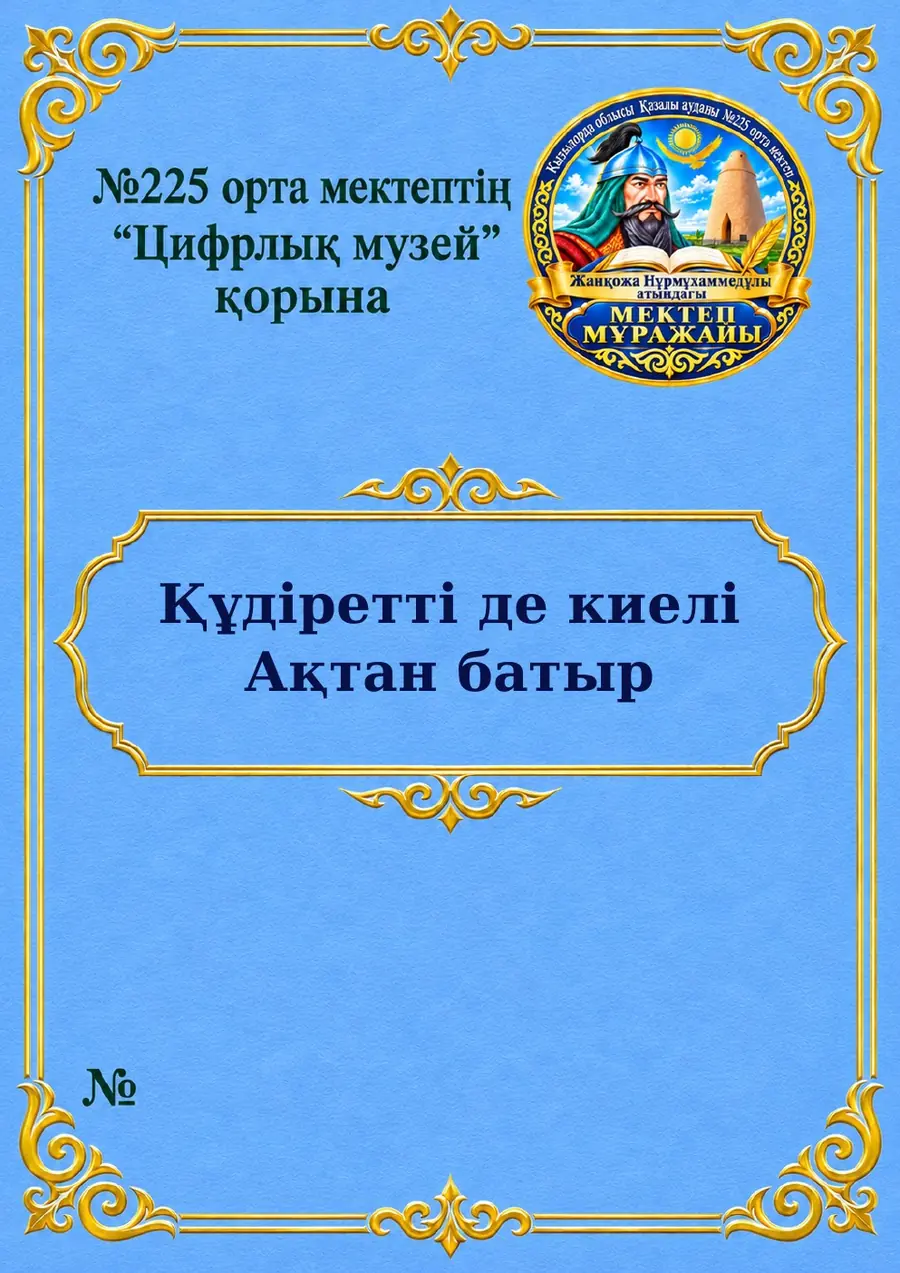 №225 орта мектептің
“Цифрлық музей”
қорына
Қызылорда облысы Қазалы ауданы №225 орта мектеп
Жанқожа Нұрмұхаммедұлы
атындағы
МЕКТЕП
МҰРАЖАЙЫ
Құдіретті де киелі
Ақтан батыр
№